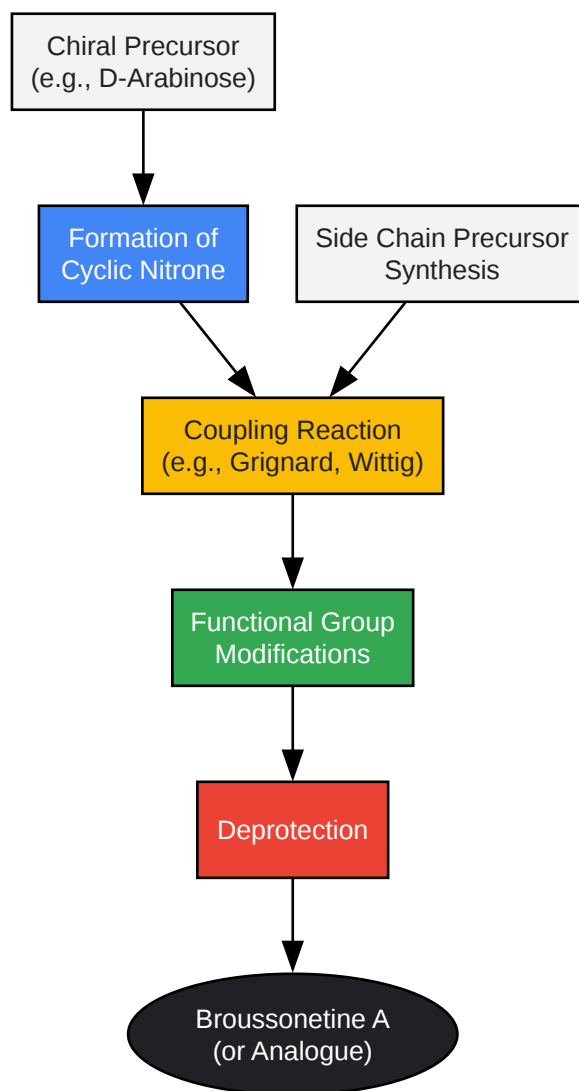 Chiral Precursor
(e.g., D-Arabinose)
Formation of
Cyclic Nitrone
Side Chain Precursor
Synthesis
Coupling Reaction
(e.g., Grignard, Wittig)
Functional Group
Modifications
Deprotection
Broussonetine A
(or Analogue)